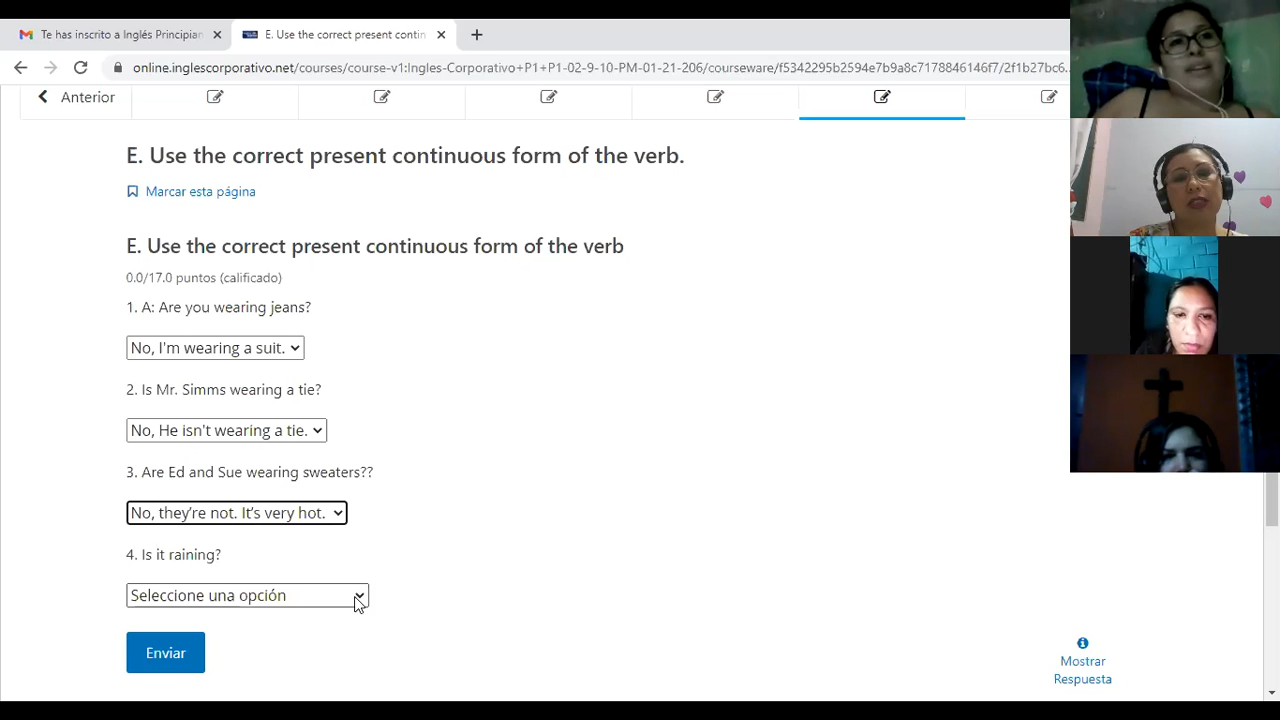 Te has inscrito a Inglés Principian
E. Use the correct present contin
online.inglescorporativo.net/courses/course-v1:Ingles-Corporativo+P1+P1-02-9-10-PM-01-21-206/courseware/f5342295b2594e7b9a8c7178846146f7/2f1b27bc6...
Anterior
E. Use the correct present continuous form of the verb.
Marcar esta página
E. Use the correct present continuous form of the verb
0.0/17.0 puntos (calificado)
1. A: Are you wearing jeans?
No, I'm wearing a suit.
2. Is Mr. Simms wearing a tie?
No, He isn't wearing a tie.
3. Are Ed and Sue wearing sweaters??
No, they’re not. It’s very hot.
4. Is it raining?
Seleccione una opción
Enviar
Mostrar
Respuesta